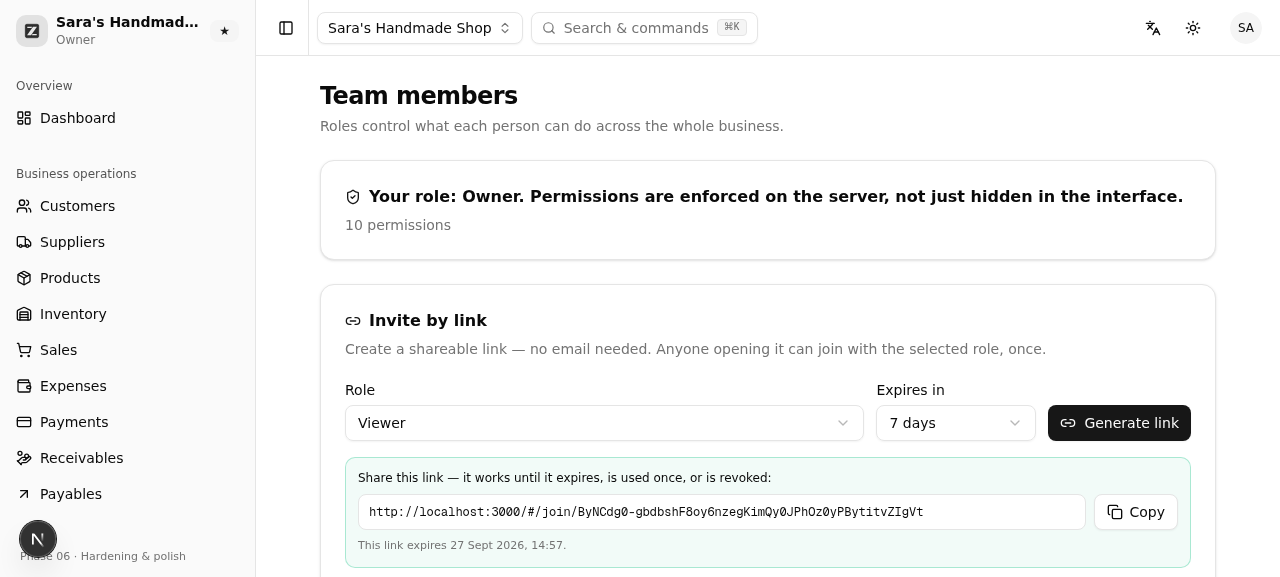 Sara's Handmad...
Owner
★
Overview
Dashboard
Business operations
Customers
Suppliers
Products
Inventory
Sales
Expenses
Payments
Receivables
Payables
Phase 06 · Hardening & polish
Sara's Handmade Shop
Search & commands ⌘K
SA
Team members
Roles control what each person can do across the whole business.
Your role: Owner. Permissions are enforced on the server, not just hidden in the interface.
10 permissions
Invite by link
Create a shareable link — no email needed. Anyone opening it can join with the selected role, once.
Role
Viewer
Expires in
7 days
Generate link
Share this link — it works until it expires, is used once, or is revoked:
http://localhost:3000/#/join/ByNCdg0-gbdbshF8oy6nzegKimQy0JPhOz0yPBytitvZIgVt
Copy
This link expires 27 Sept 2026, 14:57.